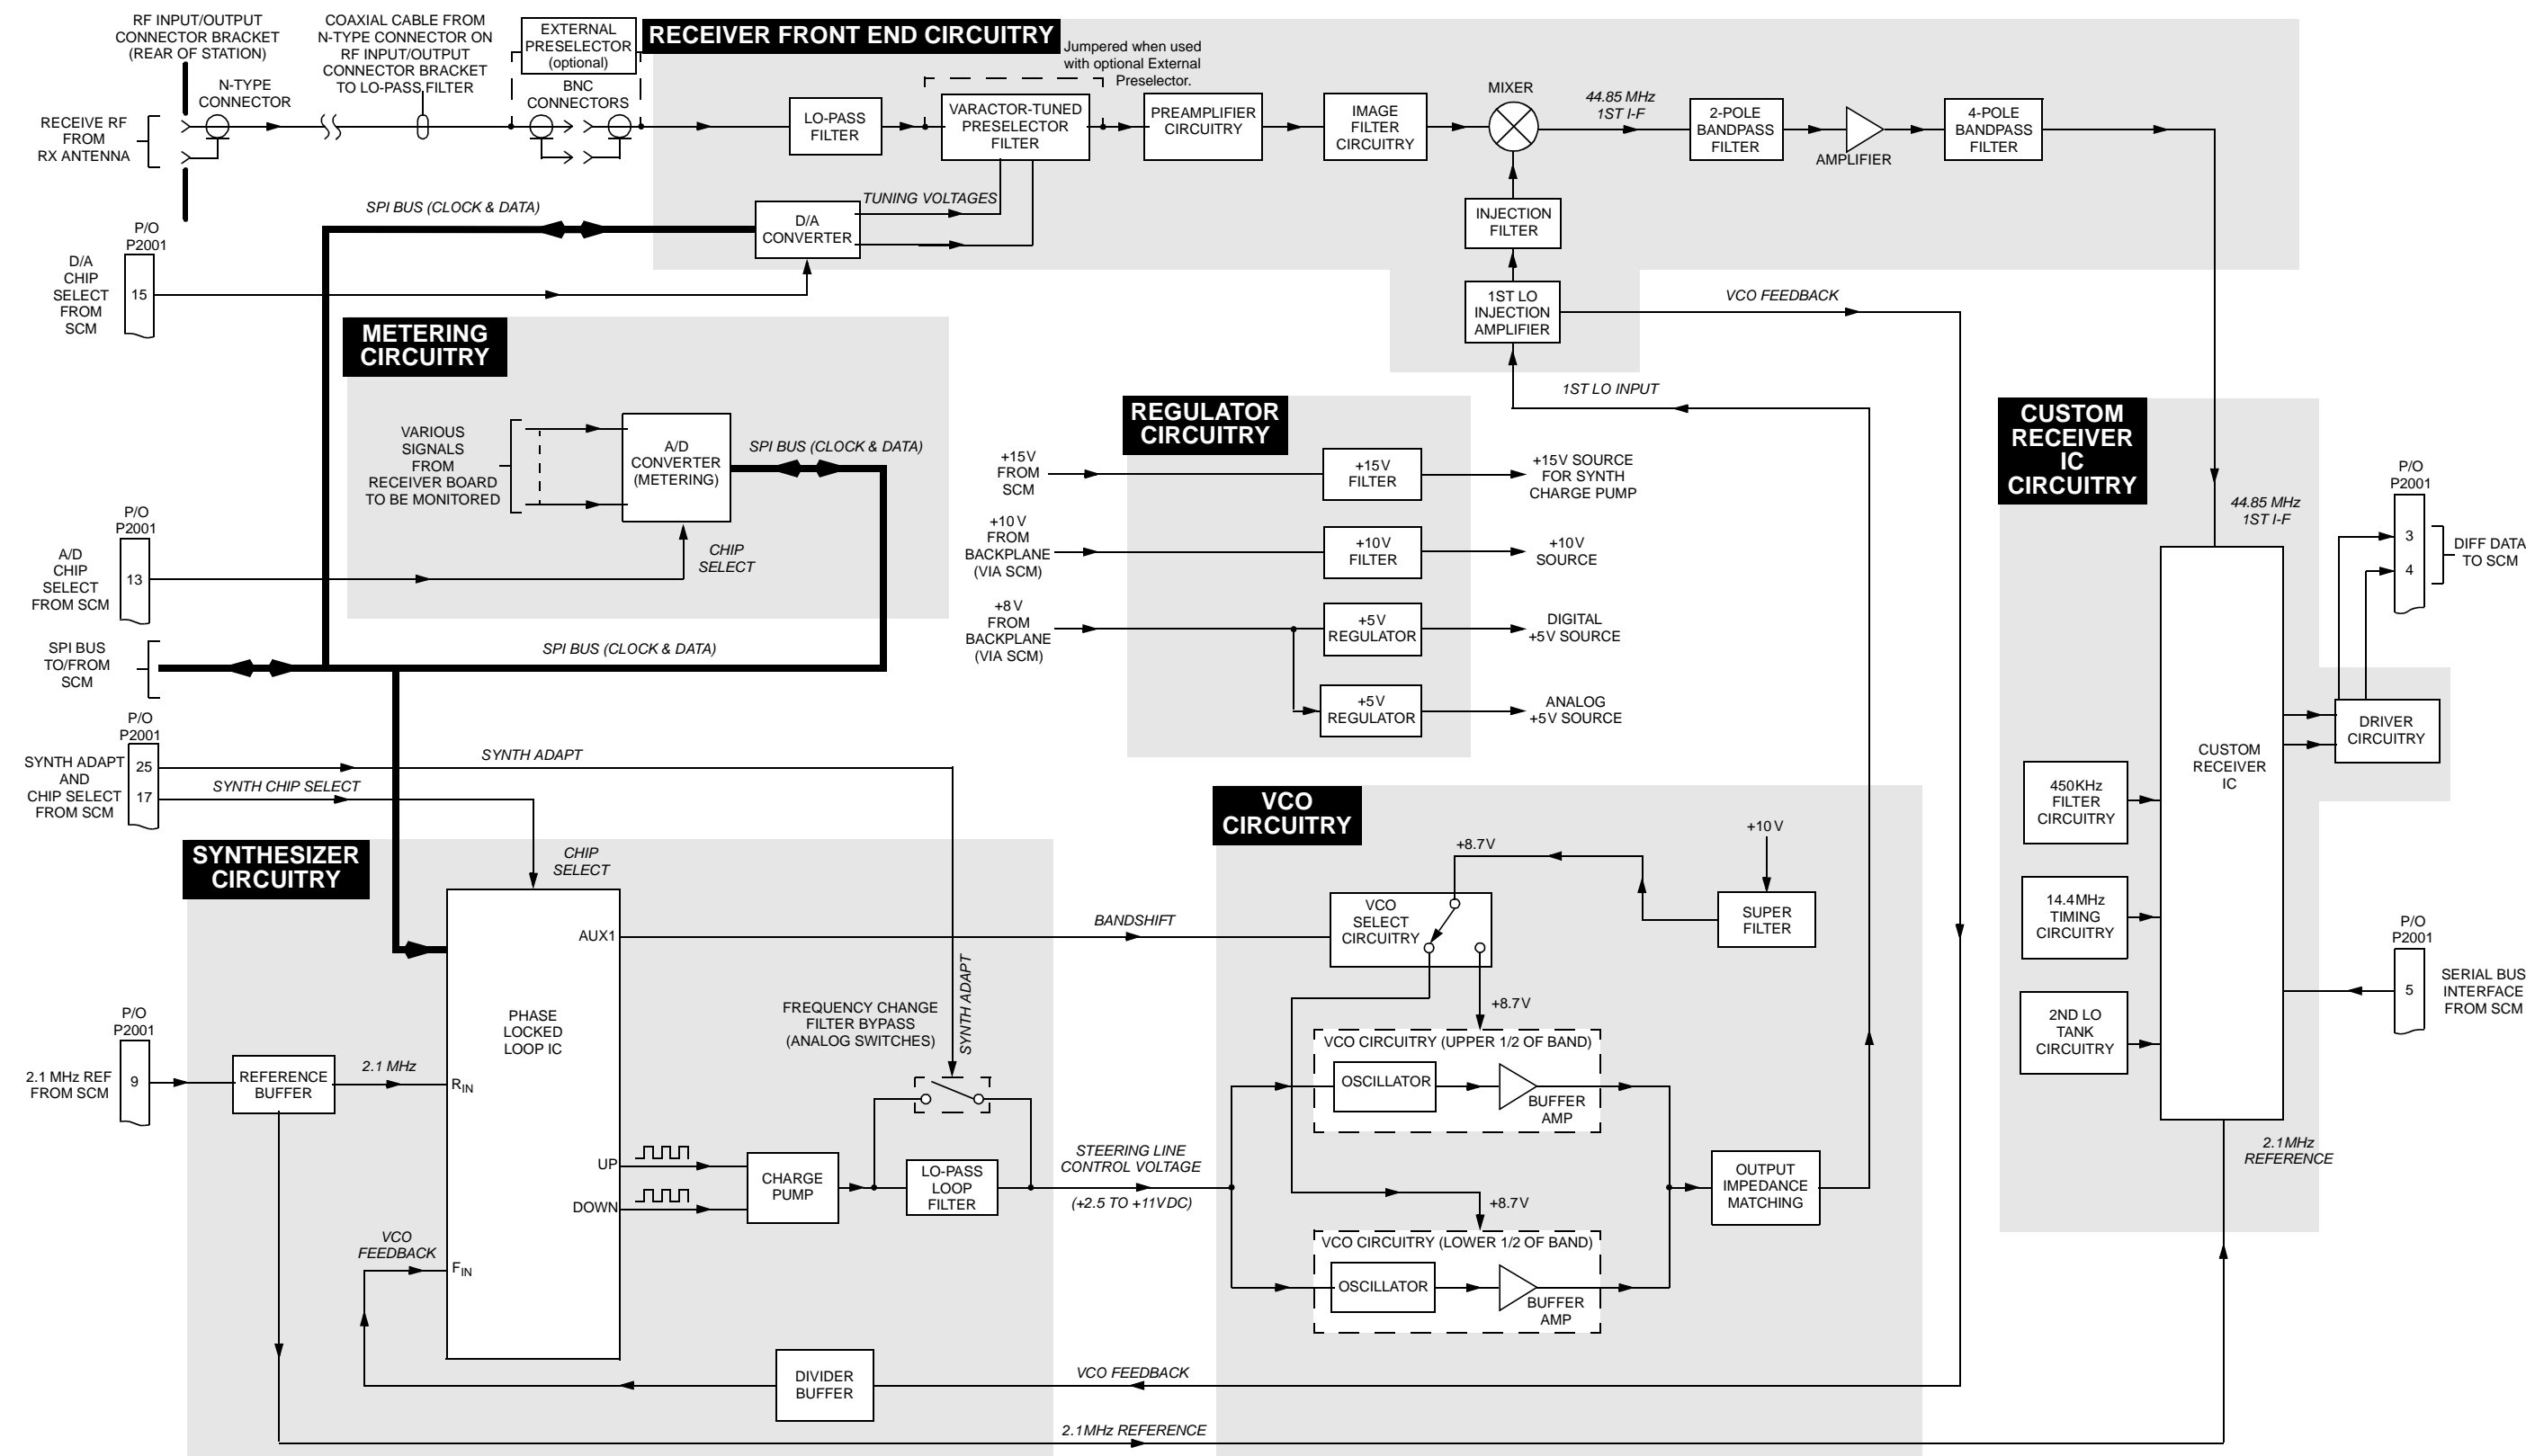 RF INPUT/OUTPUT
CONNECTOR BRACKET
(REAR OF STATION)
COAXIAL CABLE FROM
N-TYPE CONNECTOR ON
RF INPUT/OUTPUT
CONNECTOR BRACKET
TO LO-PASS FILTER
EXTERNAL
PRESELECTOR
(optional)
RECEIVER FRONT END CIRCUITRY
Jumpered when used
with optional External
Preselector.
N-TYPE
CONNECTOR
BNC
CONNECTORS
RECEIVE RF
FROM
RX ANTENNA
LO-PASS
FILTER
VARACTOR-TUNED
PRESELECTOR
FILTER
PREAMPLIFIER
CIRCUITRY
IMAGE
FILTER
CIRCUITRY
MIXER
44.85 MHz
1ST I-F
2-POLE
BANDPASS
FILTER
AMPLIFIER
4-POLE
BANDPASS
FILTER
SPI BUS (CLOCK & DATA)
D/A
CONVERTER
TUNING VOLTAGES
INJECTION
FILTER
P/O
P2001
D/A
CHIP
SELECT
FROM
SCM
15
1ST LO
INJECTION
AMPLIFIER
VCO FEEDBACK
1ST LO INPUT
METERING
CIRCUITRY
VARIOUS
SIGNALS
FROM
RECEIVER BOARD
TO BE MONITORED
A/D
CONVERTER
(METERING)
SPI BUS (CLOCK & DATA)
CHIP
SELECT
P/O
P2001
A/D
CHIP
SELECT
FROM SCM
13
SPI BUS
TO/FROM
SCM
SPI BUS (CLOCK & DATA)
REGULATOR
CIRCUITRY
+15V
FROM
SCM
+15V
FILTER
+15V SOURCE
FOR SYNTH
CHARGE PUMP
+10V
FROM
BACKPLANE
(VIA SCM)
+10V
FILTER
+10V
SOURCE
+8V
FROM
BACKPLANE
(VIA SCM)
+5V
REGULATOR
DIGITAL
+5V SOURCE
+5V
REGULATOR
ANALOG
+5V SOURCE
CUSTOM
RECEIVER
IC
CIRCUITRY
44.85 MHz
1ST I-F
P/O
P2001
3
4
DIFF DATA
TO SCM
CUSTOM
RECEIVER
IC
DRIVER
CIRCUITRY
450KHz
FILTER
CIRCUITRY
14.4MHz
TIMING
CIRCUITRY
2ND LO
TANK
CIRCUITRY
P/O
P2001
5
SERIAL BUS
INTERFACE
FROM SCM
2.1MHz
REFERENCE
P/O
P2001
SYNTH ADAPT
AND
CHIP SELECT
FROM SCM
25
17
SYNTH ADAPT
SYNTH CHIP SELECT
SYNTHESIZER
CIRCUITRY
CHIP
SELECT
AUX1
PHASE
LOCKED
LOOP IC
BANDSHIFT
FREQUENCY CHANGE
FILTER BYPASS
(ANALOG SWITCHES)
SYNTH ADAPT
P/O
P2001
2.1 MHz REF
FROM SCM
9
REFERENCE
BUFFER
2.1 MHz
RIN
UP
DOWN
CHARGE
PUMP
LO-PASS
LOOP
FILTER
STEERING LINE
CONTROL VOLTAGE
(+2.5 TO +11VDC)
VCO
FEEDBACK
FIN
DIVIDER
BUFFER
VCO FEEDBACK
2.1MHz REFERENCE
VCO
CIRCUITRY
+8.7V
+10V
VCO
SELECT
CIRCUITRY
SUPER
FILTER
+8.7V
VCO CIRCUITRY (UPPER 1/2 OF BAND)
OSCILLATOR
BUFFER
AMP
+8.7V
VCO CIRCUITRY (LOWER 1/2 OF BAND)
OSCILLATOR
BUFFER
AMP
OUTPUT
IMPEDANCE
MATCHING